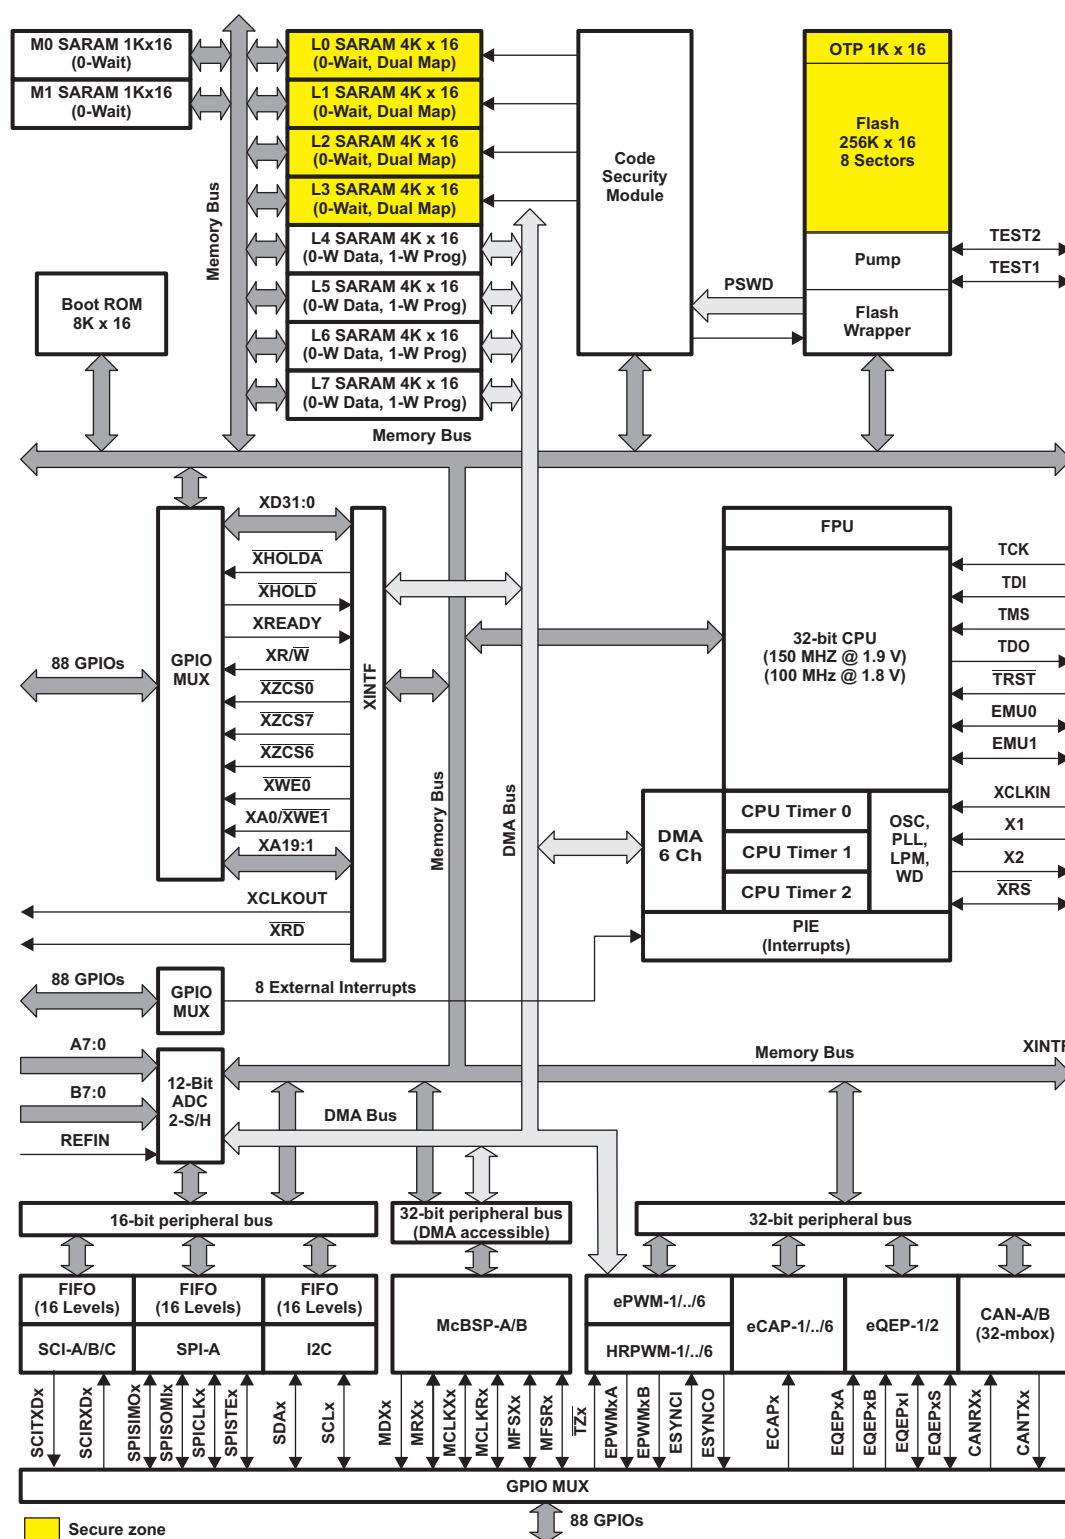 M0 SARAM 1Kx16
(0-Wait)
M1 SARAM 1Kx16
(0-Wait)
L0 SARAM 4K x 16
(0-Wait, Dual Map)
L1 SARAM 4K x 16
(0-Wait, Dual Map)
L2 SARAM 4K x 16
(0-Wait, Dual Map)
L3 SARAM 4K x 16
(0-Wait, Dual Map)
L4 SARAM 4K x 16
(0-W Data, 1-W Prog)
L5 SARAM 4K x 16
(0-W Data, 1-W Prog)
L6 SARAM 4K x 16
(0-W Data, 1-W Prog)
L7 SARAM 4K x 16
(0-W Data, 1-W Prog)
Memory Bus
Code
Security
Module
OTP 1K x 16
Flash
256K x 16
8 Sectors
Pump
Flash
Wrapper
TEST2
TEST1
PSWD
Boot ROM
8K x 16
Memory Bus
XD31:0
XHOLDA
XHOLD
XREADY
XR/W
XZCS0
XZCS7
XZCS6
XWE0
XA0/XWE1
XA19:1
XCLKOUT
XRD
88 GPIOs
GPIO
MUX
XINTF
Memory Bus
DMA Bus
FPU
32-bit CPU
(150 MHZ @ 1.9 V)
(100 MHz @ 1.8 V)
TCK
TDI
TMS
TDO
TRST
EMU0
EMU1
XCLKIN
X1
X2
XRS
DMA
6 Ch
CPU Timer 0
CPU Timer 1
CPU Timer 2
OSC,
PLL,
LPM,
WD
PIE
(Interrupts)
88 GPIOs
GPIO
MUX
8 External Interrupts
A7:0
B7:0
REFIN
12-Bit
ADC
2-S/H
Memory Bus
XINTF
DMA Bus
16-bit peripheral bus
32-bit peripheral bus
(DMA accessible)
32-bit peripheral bus
FIFO
(16 Levels)
FIFO
(16 Levels)
FIFO
(16 Levels)
SCI-A/B/C
SPI-A
I2C
McBSP-A/B
ePWM-1/../6
HRPWM-1/../6
eCAP-1/../6
eQEP-1/2
CAN-A/B
(32-mbox)
SCITXDx
SCIRXDx
SPISIMOx
SPISOMIx
SPICLKx
SPISTEx
SDAx
SCLx
MDXx
MRXx
MCLKXx
MCLKRx
MFSXx
MFSRx
TZx
EPWMxA
EPWMxB
ESYNCI
ESYNCO
ECAPx
EQEPxA
EQEPxB
EQEPxI
EQEPxS
CANRXx
CANTXx
GPIO MUX
88 GPIOs
Secure zone